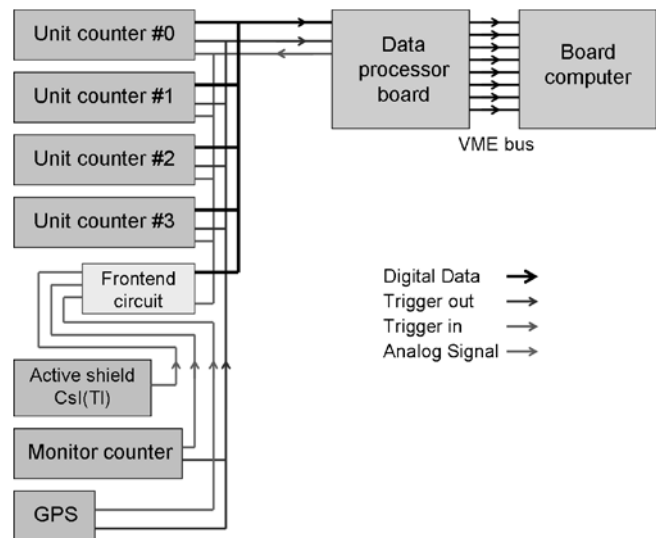 Unit counter #0
Data
processor
board
Board
computer
VME bus
Unit counter #1
Unit counter #2
Unit counter #3
Frontend
circuit
Active shield
CsI(Tl)
Monitor counter
GPS
Digital Data
Trigger out
Trigger in
Analog Signal